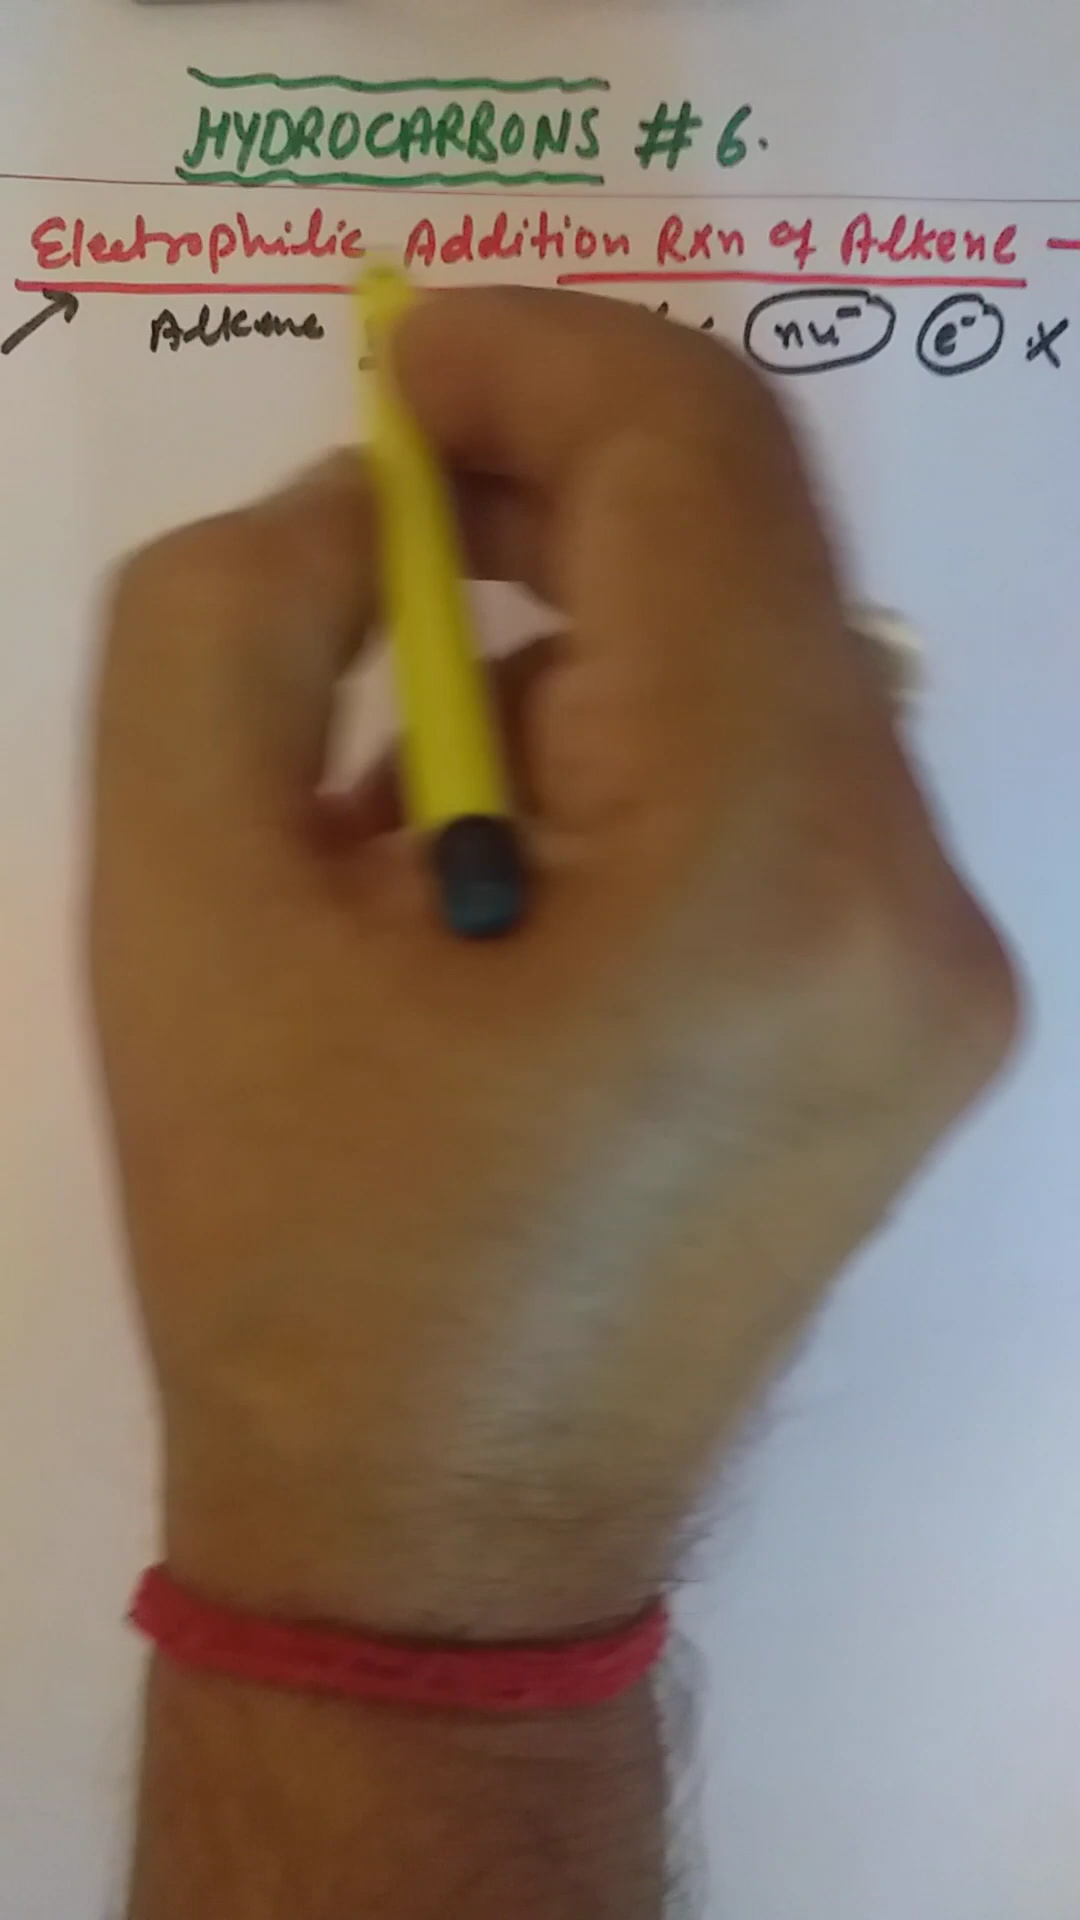 HYDROCARBONS # 6.
Electrophilic Addition Rxn of Alkene -
Alkene nu⁻ e⁻ X